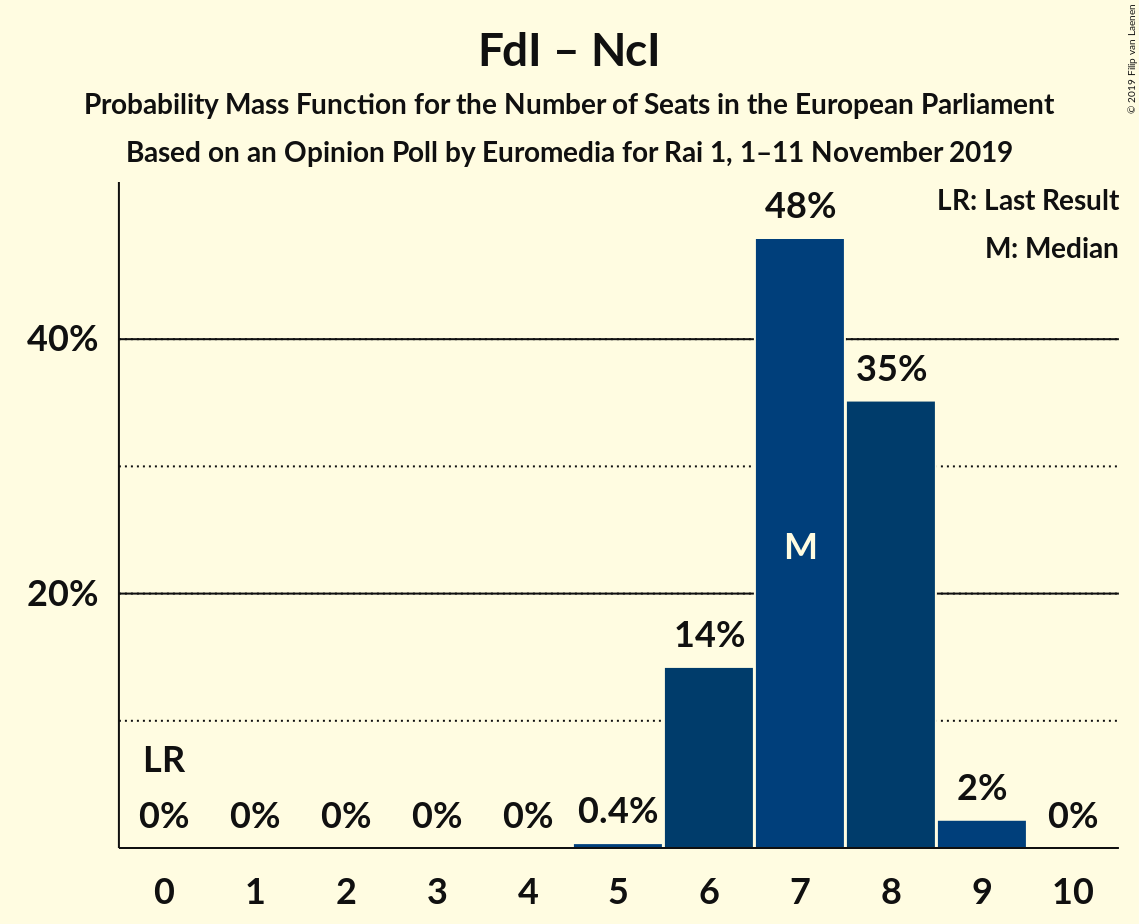 FdI – NcI
Probability Mass Function for the Number of Seats in the European Parliament
Based on an Opinion Poll by Euromedia for Rai 1, 1–11 November 2019
© 2019 Filip van Laenen
LR: Last Result
M: Median
48%
40%
35%
M
20%
14%
LR
0% 0% 0% 0% 0% 0.4% 2% 0%
0 1 2 3 4 5 6 7 8 9 10